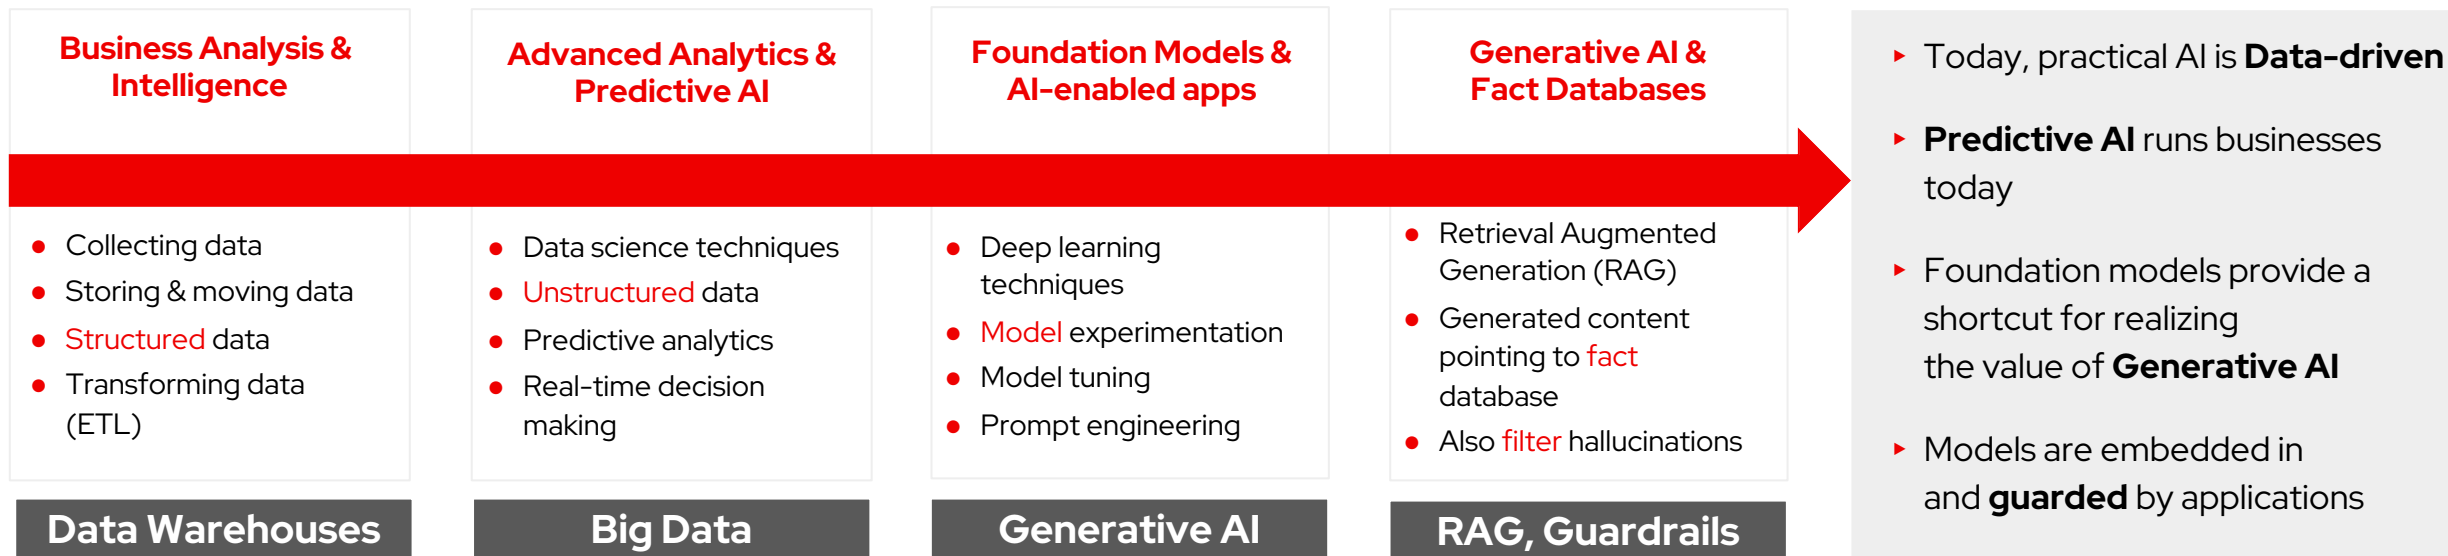 Business Analysis &
Intelligence
Collecting data
Storing & moving data
Structured data
Transforming data
(ETL)
Data Warehouses
Advanced Analytics &
Predictive AI
Data science techniques
Unstructured data
Predictive analytics
Real-time decision
making
Big Data
Foundation Models &
AI-enabled apps
Deep learning
techniques
Model experimentation
Model tuning
Prompt engineering
Generative AI
Generative AI &
Fact Databases
Retrieval Augmented
Generation (RAG)
Generated content
pointing to fact
database
Also filter hallucinations
RAG, Guardrails
Today, practical AI is Data-driven
Predictive AI runs businesses
today
Foundation models provide a
shortcut for realizing
the value of Generative AI
Models are embedded in
and guarded by applications